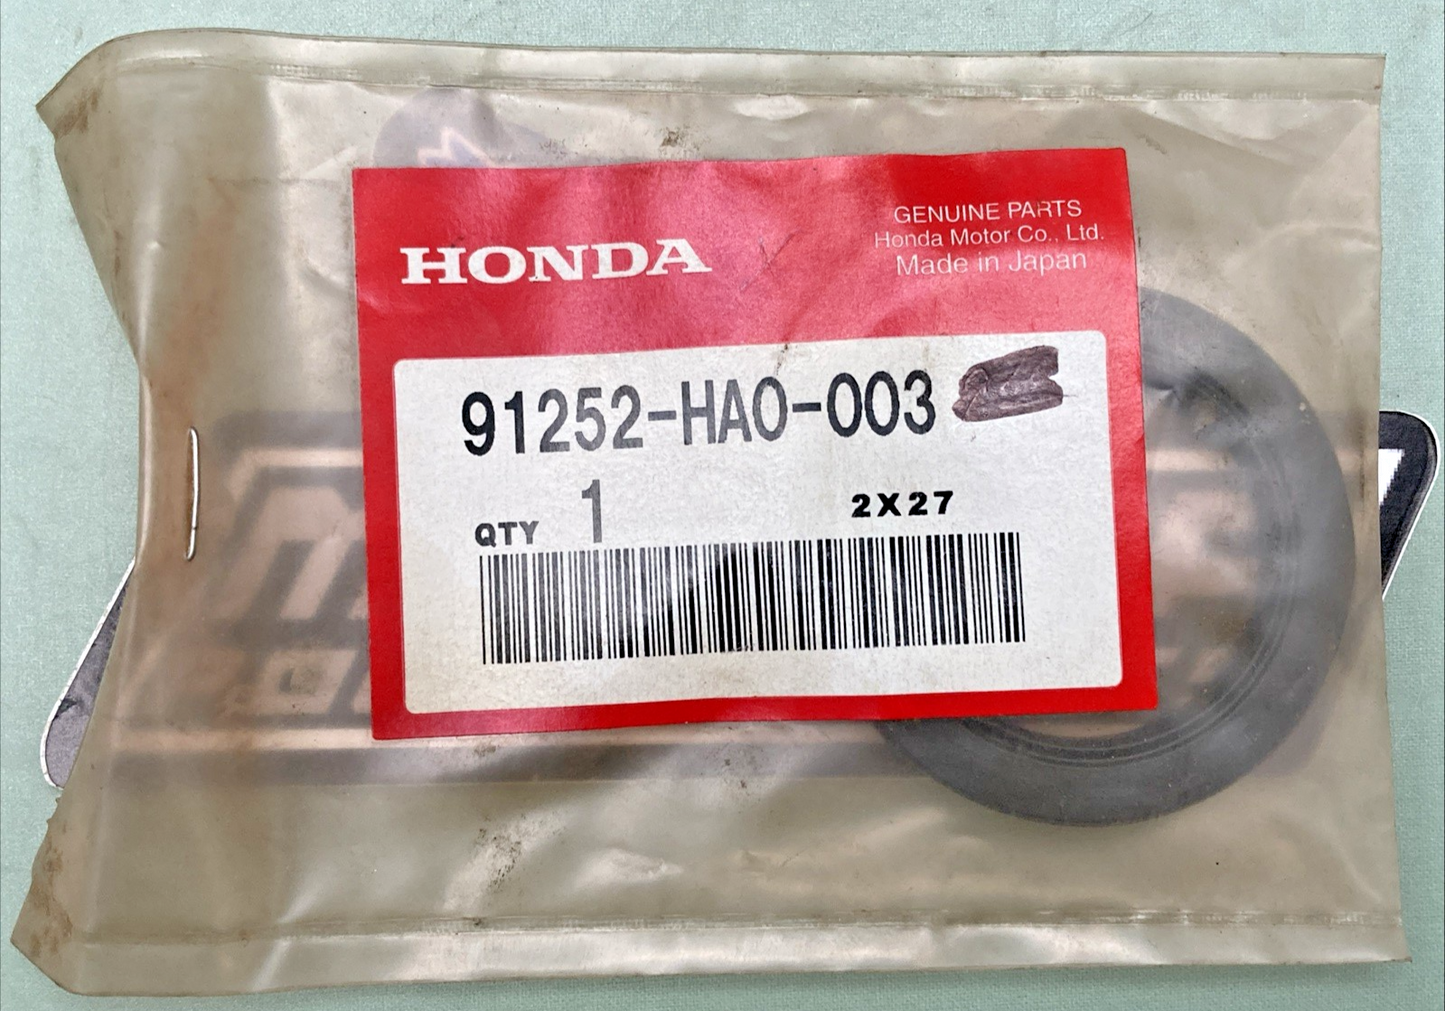 HONDA
GENUINE PARTS
Honda Motor Co., Ltd.
Made in Japan
91252-HA0-003
QTY 1
2X27